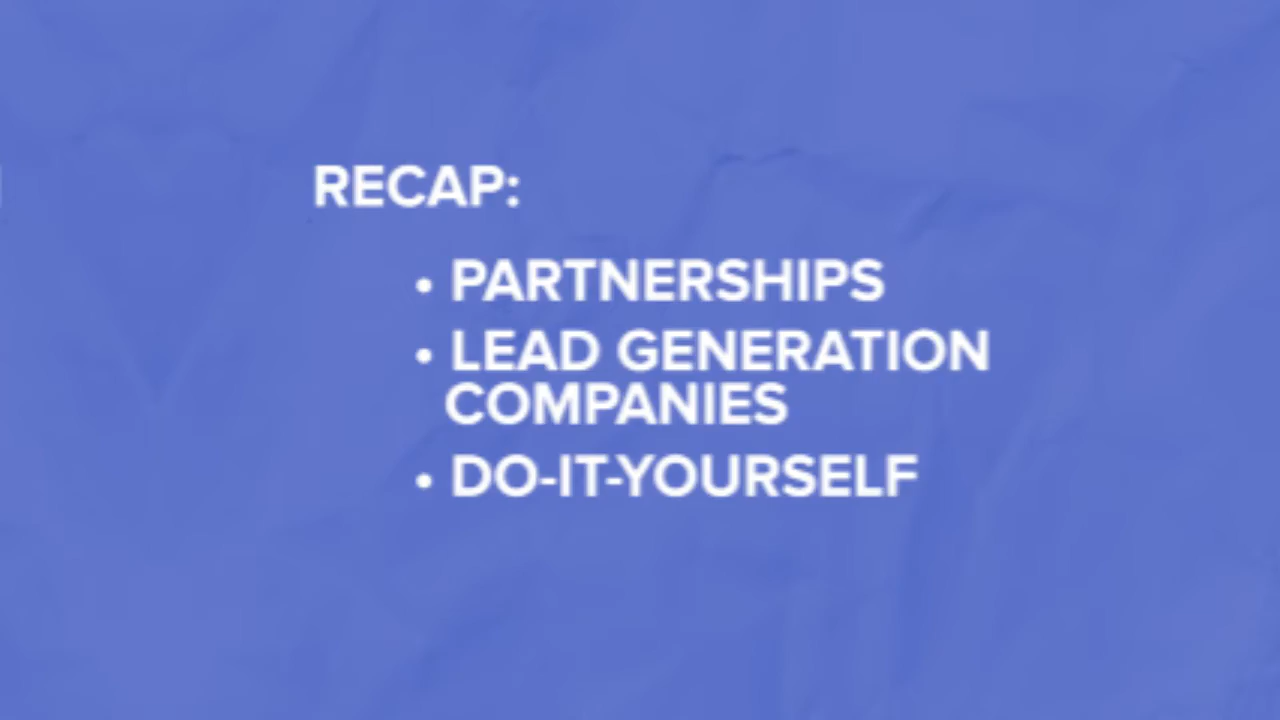 RECAP:
• PARTNERSHIPS
• LEAD GENERATION
COMPANIES
• DO-IT-YOURSELF